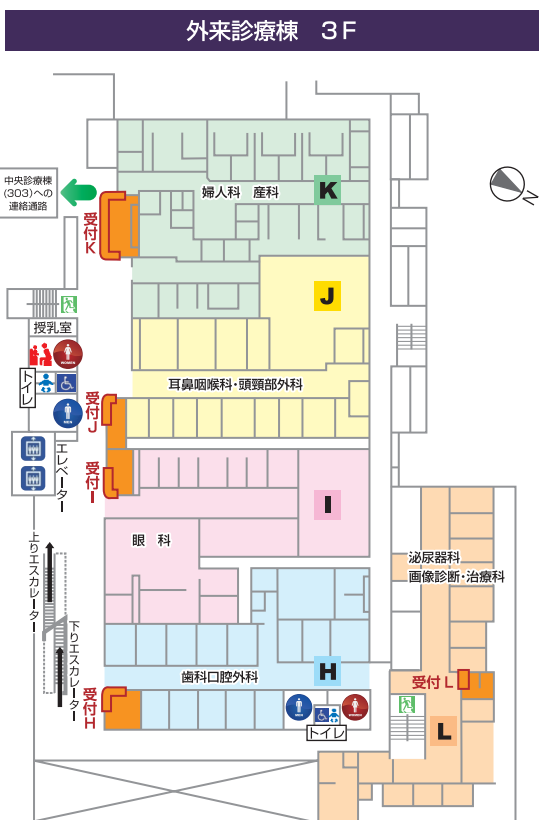 外来診療棟　3F
中央診療棟
(303)への
連絡通路
N
婦人科　産科
K
受付K
J
授乳室
WOMEN
トイレ
耳鼻咽喉科・頭頸部外科
受付J
MEN
エレベーター
受付I
I
眼　科
泌尿器科
画像診断・治療科
上りエスカレーター
下りエスカレーター
歯科口腔外科
H
受付L
受付H
MEN
WOMEN
トイレ
L